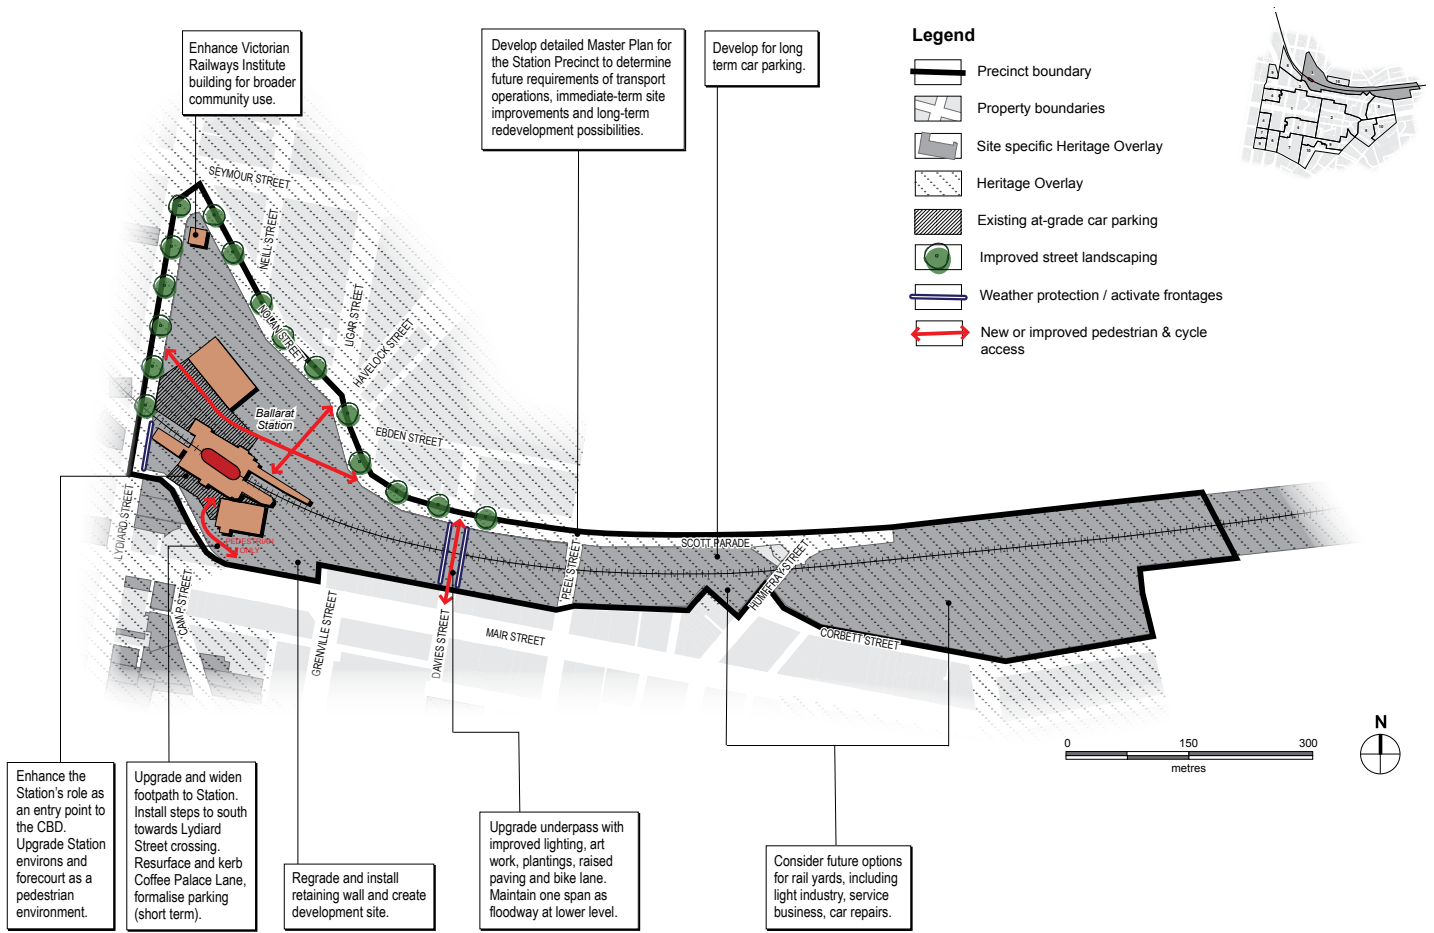 Enhance Victorian
Railways Institute
building for broader
community use.
Develop detailed Master Plan for
the Station Precinct to determine
future requirements of transport
operations, immediate-term site
improvements and long-term
redevelopment possibilities.
Develop for long
term car parking.
Legend
Precinct boundary
Property boundaries
Site specific Heritage Overlay
Heritage Overlay
Existing at-grade car parking
Improved street landscaping
Weather protection / activate frontages
New or improved pedestrian & cycle
access
SEYMOUR STREET
NEILL STREET
NOLAN STREET
LIGAR STREET
HAVELOCK STREET
Ballarat
Station
EBDEN STREET
LYDIARD STREET
PEDESTRIAN
ONLY
CAMP STREET
GRENVILLE STREET
DAVIES STREET
MAIR STREET
PEEL STREET
SCOTT PARADE
HUMFFRAY STREET
CORBETT STREET
0 150 300
metres
N
Enhance the
Station's role as
an entry point to
the CBD.
Upgrade Station
environs and
forecourt as a
pedestrian
environment.
Upgrade and widen
footpath to Station.
Install steps to south
towards Lydiard
Street crossing.
Resurface and kerb
Coffee Palace Lane,
formalise parking
(short term).
Regrade and install
retaining wall and create
development site.
Upgrade underpass with
improved lighting, art
work, plantings, raised
paving and bike lane.
Maintain one span as
floodway at lower level.
Consider future options
for rail yards, including
light industry, service
business, car repairs.